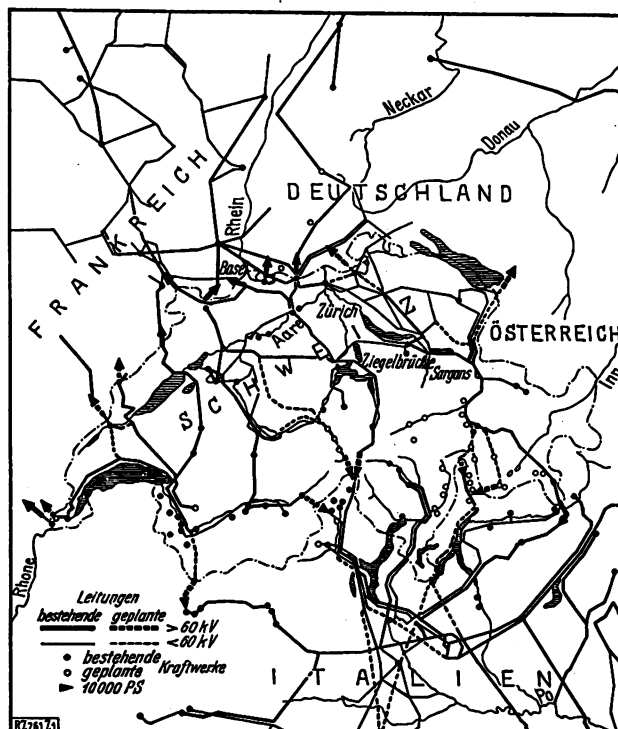 Neckar
Donau
DEUTSCHLAND
FRANKREICH
Rhein
Basel
Zürich
Aare
ÖSTERREICH
Ziegelbrücke
Sargans
Inn
SCHWEIZ
Rhone
Leitungen
bestehende geplante
> 60 kV
< 60 kV
bestehende
geplante Kraftwerke
10000 PS
ITALIEN
Po